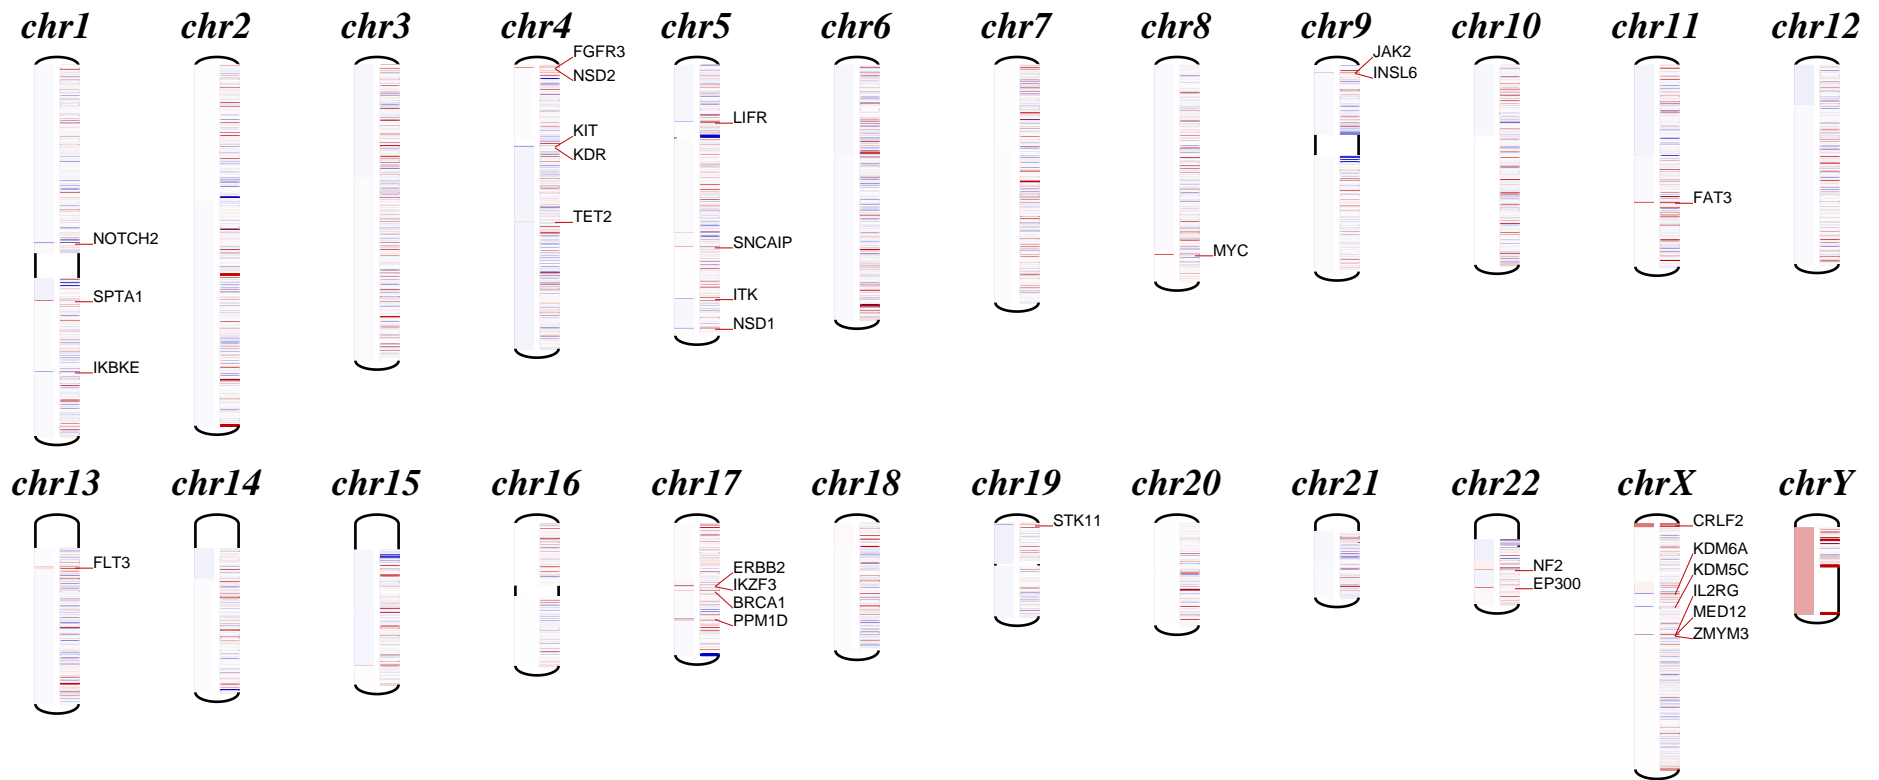 chr1 chr2 chr3 chr4 chr5 chr6 chr7 chr8 chr9 chr10 chr11 chr12
FGFR3
NSD2
KIT
KDR
TET2
LIFR
SNCAIP
ITK
NSD1
JAK2
INSL6
NOTCH2
SPTA1
IKBKE
MYC
FAT3
chr13 chr14 chr15 chr16 chr17 chr18 chr19 chr20 chr21 chr22 chrX chrY
FLT3
ERBB2
IKZF3
BRCA1
PPM1D
STK11
NF2
EP300
CRLF2
KDM6A
KDM5C
IL2RG
MED12
ZMYM3